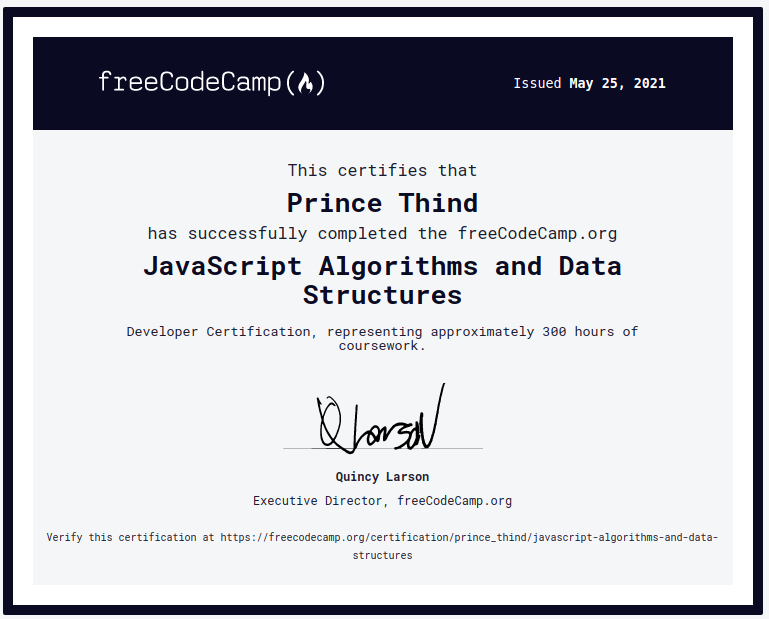 freeCodeCamp(🔥)
Issued May 25, 2021
This certifies that
Prince Thind
has successfully completed the freeCodeCamp.org
JavaScript Algorithms and Data
Structures
Developer Certification, representing approximately 300 hours of
coursework.
Q Larson
Quincy Larson
Executive Director, freeCodeCamp.org
Verify this certification at https://freecodecamp.org/certification/prince_thind/javascript-algorithms-and-data-
structures